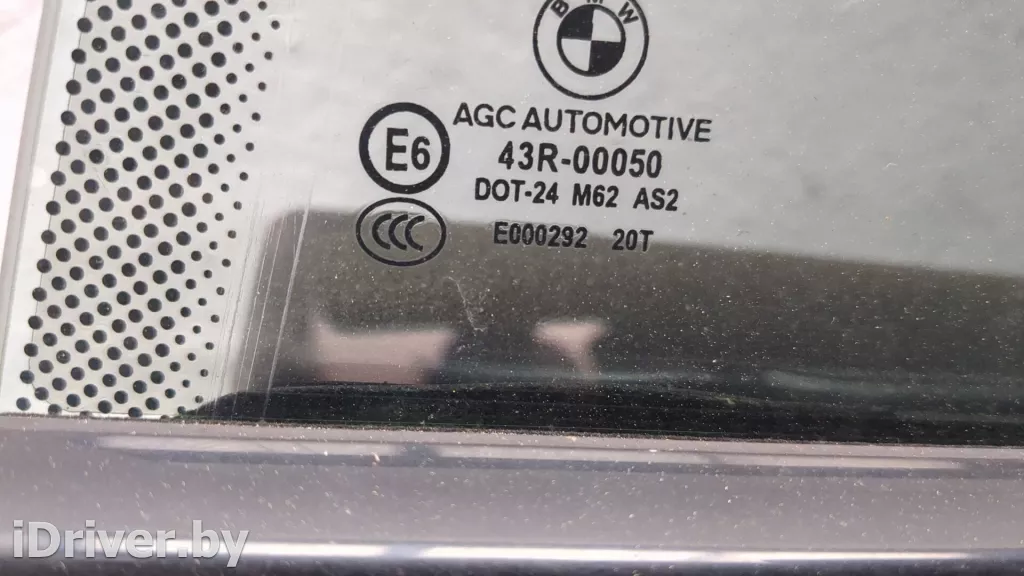 BMW
AGC AUTOMOTIVE
E6
43R-00050
DOT-24 M62 AS2
CCC
E000292 20T
iDriver.by